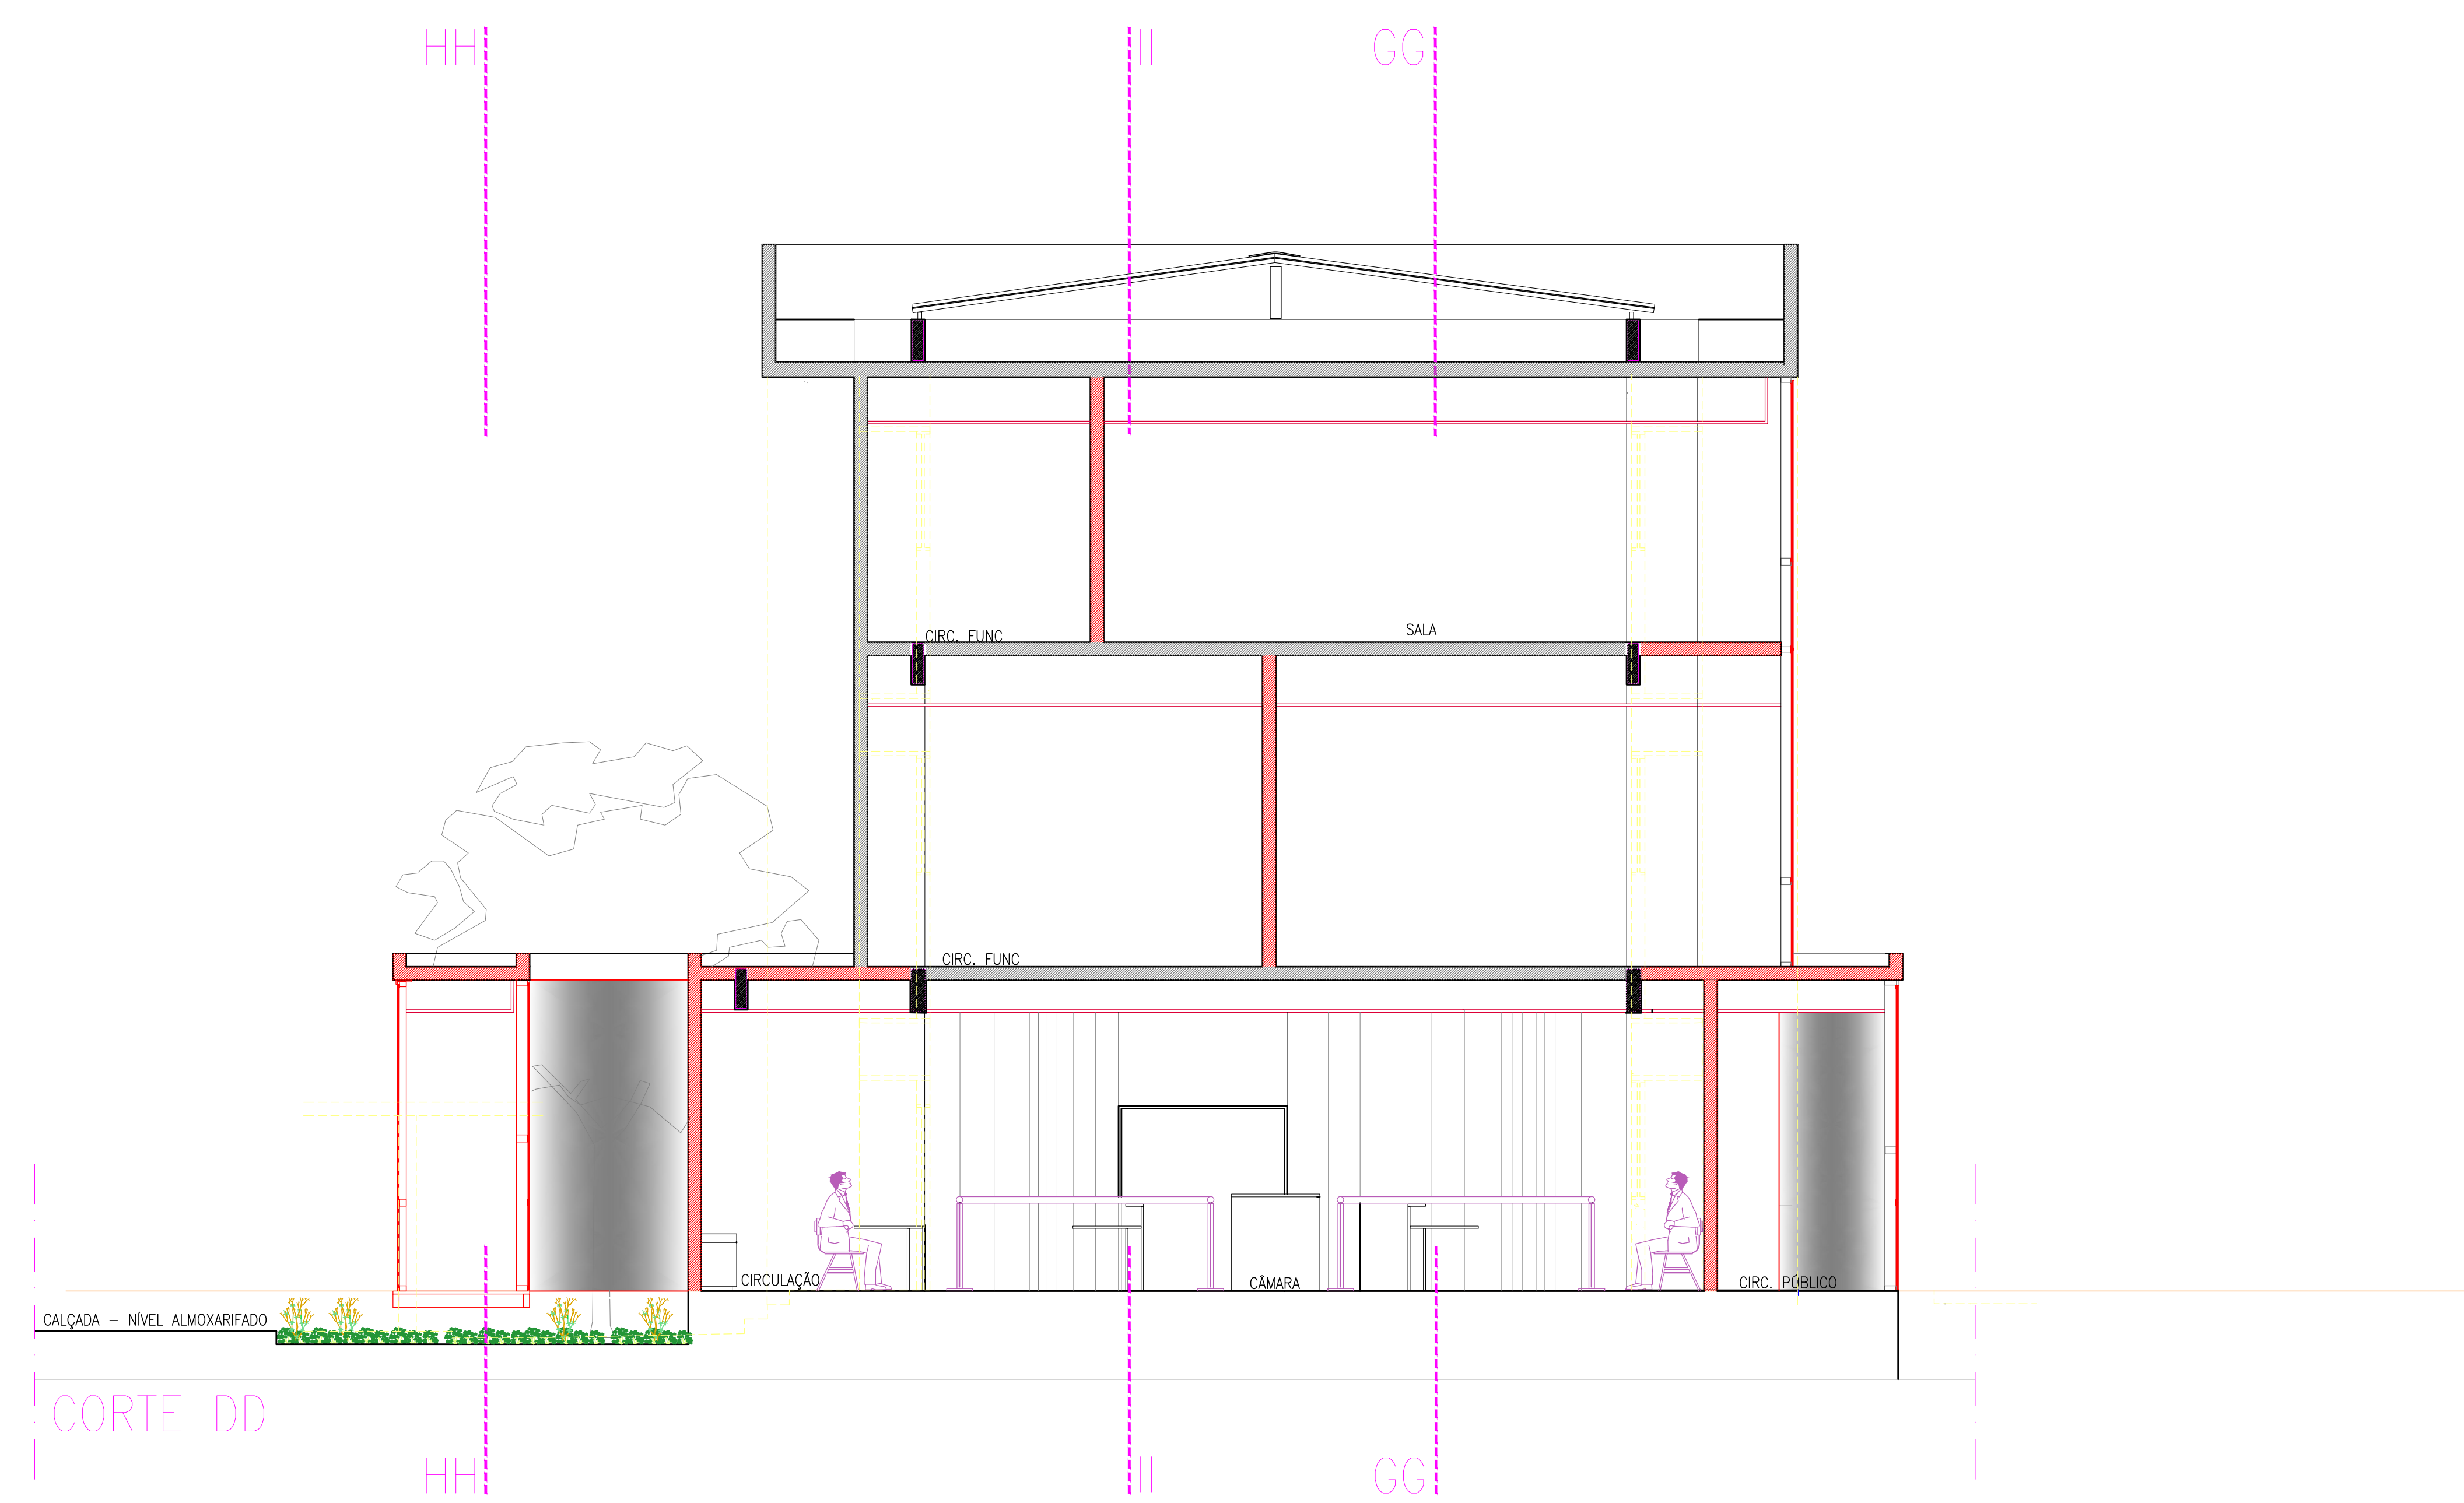 HH
II
GG
CIRC. FUNC
SALA
CIRC. FUNC
CIRCULAÇÃO
CÂMARA
CIRC. PÚBLICO
CALÇADA – NÍVEL ALMOXARIFADO
CORTE DD
HH
II
GG